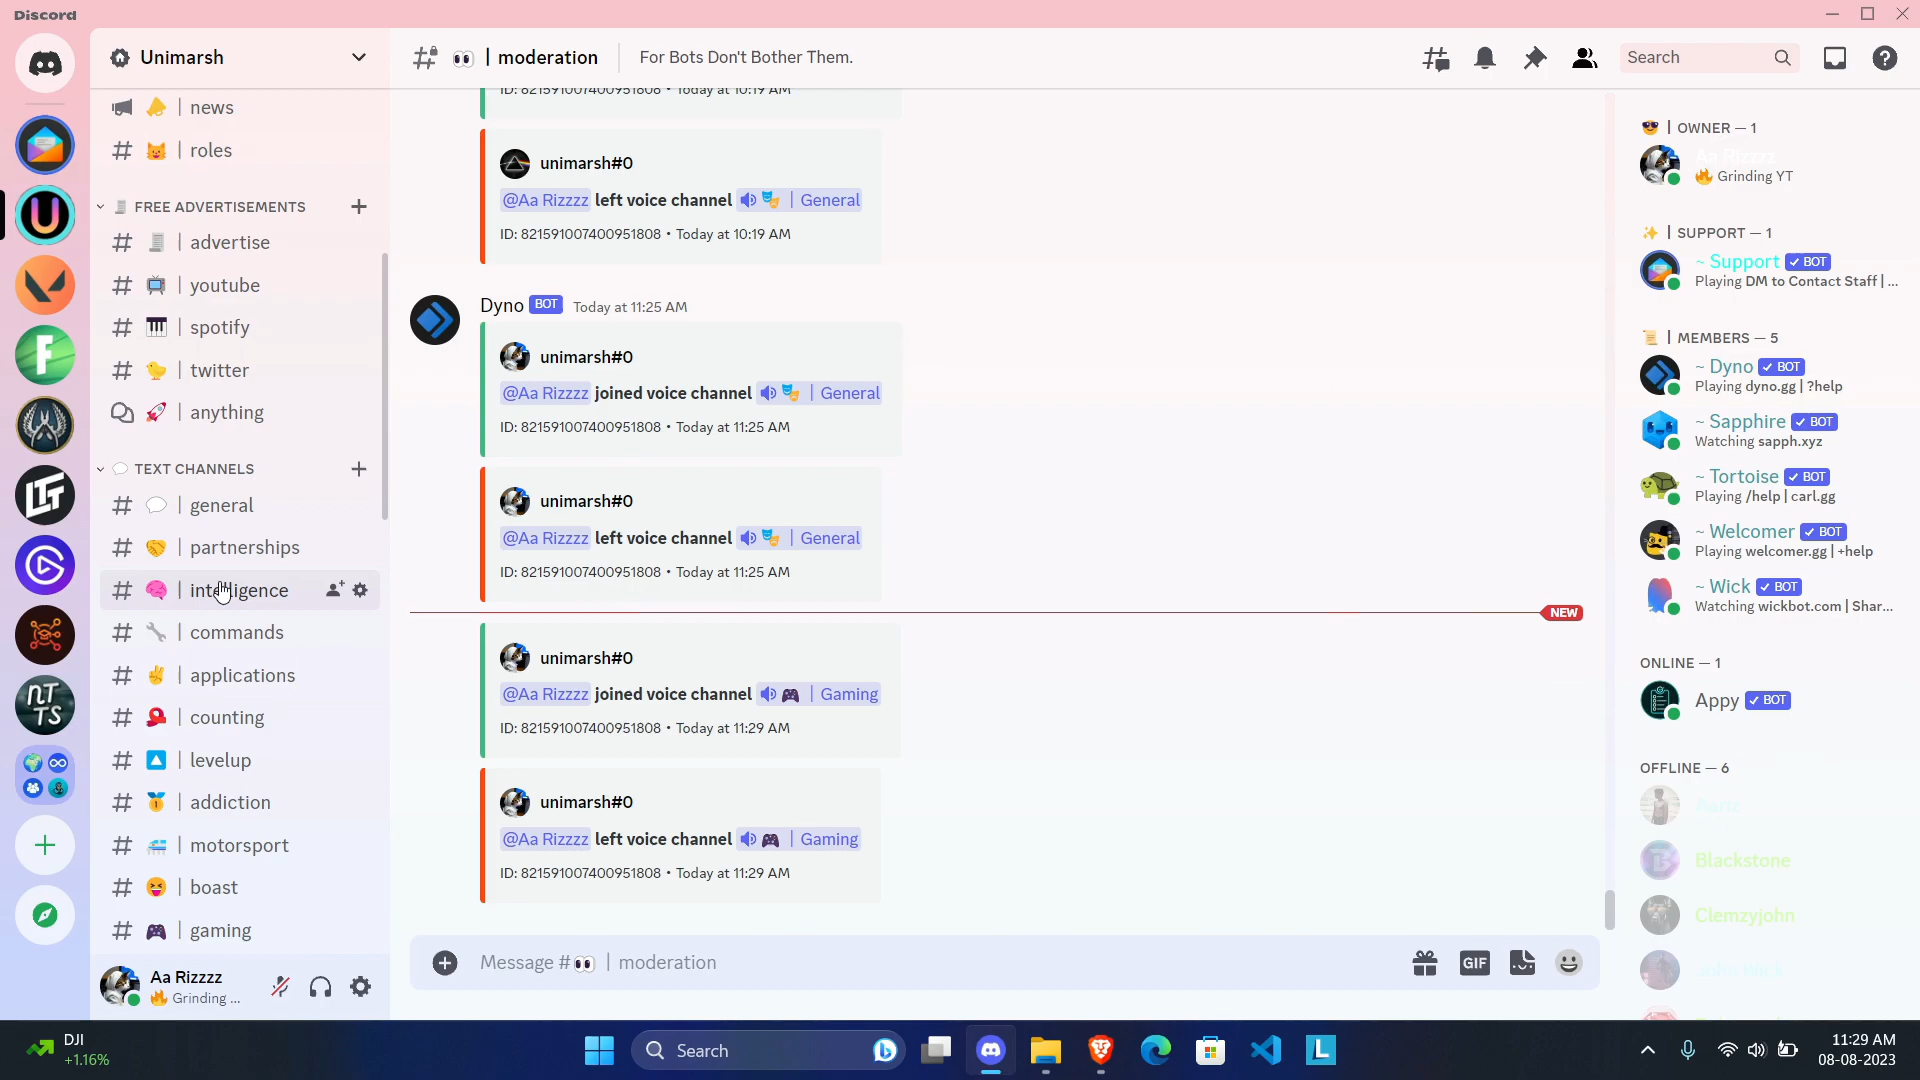 Discord
Unimarsh
| news
| roles
FREE ADVERTISEMENTS
| advertise
| youtube
| spotify
| twitter
| anything
TEXT CHANNELS
| general
| partnerships
| intelligence
| commands
| applications
| counting
| levelup
| addiction
| motorsport
| boast
| gaming
Aa Rizzzz
Grinding ...
| moderation
For Bots Don't Bother Them.
Search
ID: 821591007400951808 • Today at 10:19 AM
unimarsh#0
@Aa Rizzzz left voice channel | General
ID: 821591007400951808 • Today at 10:19 AM
Dyno BOT Today at 11:25 AM
unimarsh#0
@Aa Rizzzz joined voice channel | General
ID: 821591007400951808 • Today at 11:25 AM
unimarsh#0
@Aa Rizzzz left voice channel | General
ID: 821591007400951808 • Today at 11:25 AM
NEW
unimarsh#0
@Aa Rizzzz joined voice channel | Gaming
ID: 821591007400951808 • Today at 11:29 AM
unimarsh#0
@Aa Rizzzz left voice channel | Gaming
ID: 821591007400951808 • Today at 11:29 AM
Message # | moderation
GIF
| OWNER — 1
Aa Rizzzz
Grinding YT
| SUPPORT — 1
~ Support BOT
Playing DM to Contact Staff | ...
| MEMBERS — 5
~ Dyno BOT
Playing dyno.gg | ?help
~ Sapphire BOT
Watching sapph.xyz
~ Tortoise BOT
Playing /help | carl.gg
~ Welcomer BOT
Playing welcomer.gg | +help
~ Wick BOT
Watching wickbot.com | Shar...
ONLINE — 1
Appy BOT
OFFLINE — 6
Blackstone
Clemzyjohn
DJI
+1.16%
Search
11:29 AM
08-08-2023